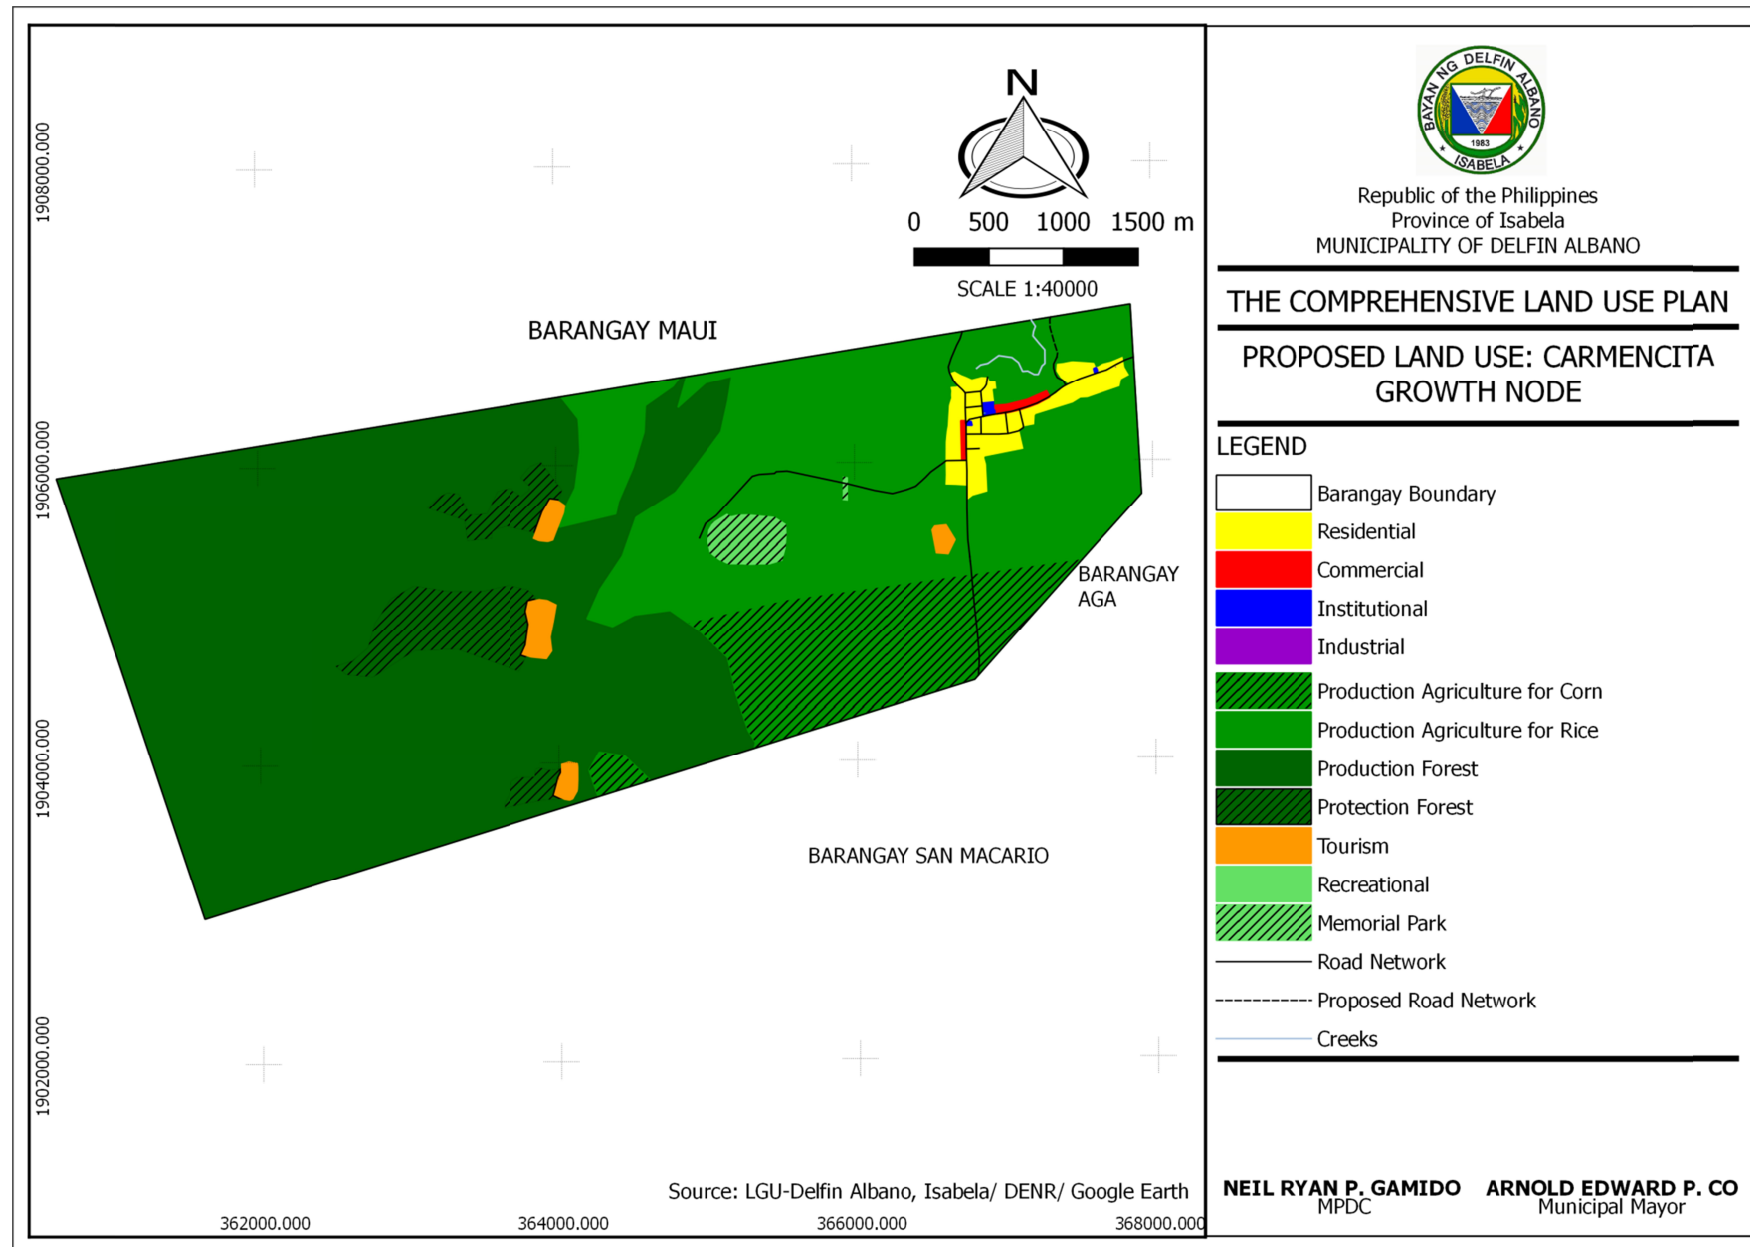 N
0 500 1000 1500 m
SCALE 1:40000
BARANGAY MAUI
BARANGAY
AGA
BARANGAY SAN MACARIO
1908000.000
1906000.000
1904000.000
1902000.000
362000.000 364000.000 366000.000 368000.000
Source: LGU-Delfin Albano, Isabela/ DENR/ Google Earth
BAYAN NG DELFIN ALBANO
1983
ISABELA
Republic of the Philippines
Province of Isabela
MUNICIPALITY OF DELFIN ALBANO
THE COMPREHENSIVE LAND USE PLAN
PROPOSED LAND USE: CARMENCITA
GROWTH NODE
LEGEND
Barangay Boundary
Residential
Commercial
Institutional
Industrial
Production Agriculture for Corn
Production Agriculture for Rice
Production Forest
Protection Forest
Tourism
Recreational
Memorial Park
Road Network
Proposed Road Network
Creeks
NEIL RYAN P. GAMIDO ARNOLD EDWARD P. CO
MPDC Municipal Mayor